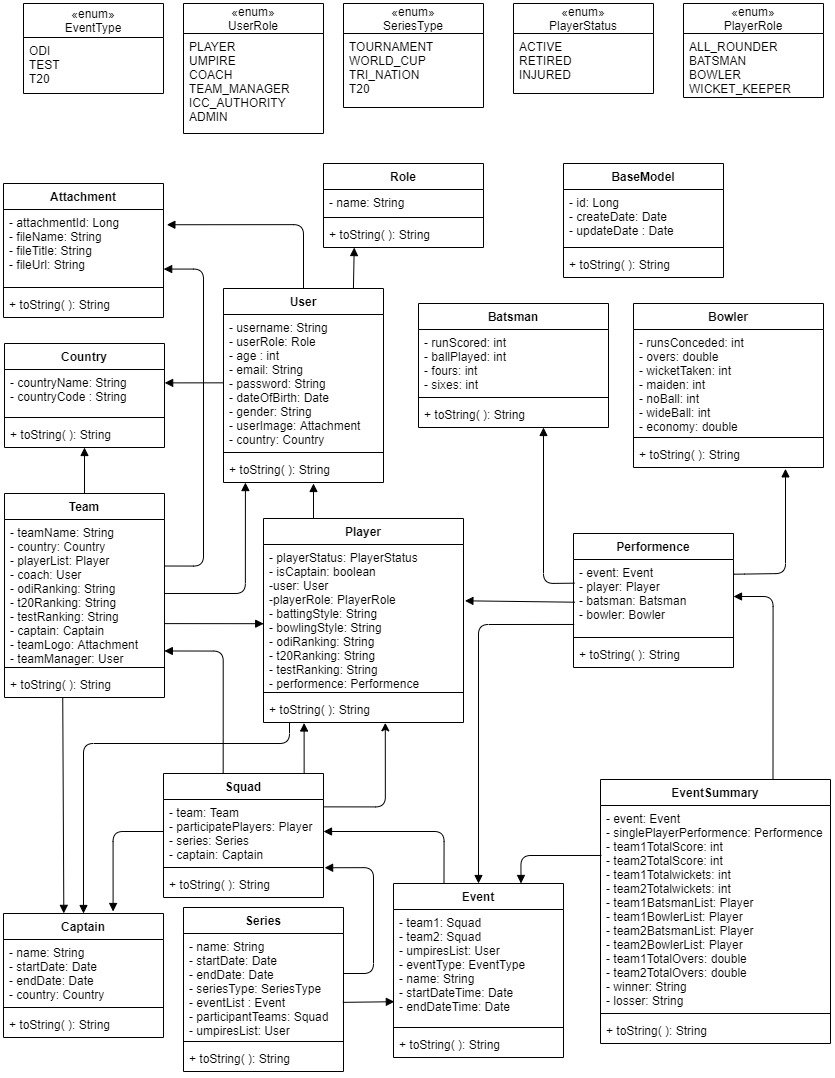 «enum»
EventType
ODI
TEST
T20
«enum»
UserRole
PLAYER
UMPIRE
COACH
TEAM_MANAGER
ICC_AUTHORITY
ADMIN
«enum»
SeriesType
TOURNAMENT
WORLD_CUP
TRI_NATION
T20
«enum»
PlayerStatus
ACTIVE
RETIRED
INJURED
«enum»
PlayerRole
ALL_ROUNDER
BATSMAN
BOWLER
WICKET_KEEPER
Attachment
- attachmentId: Long
- fileName: String
- fileTitle: String
- fileUrl: String
+ toString( ): String
Role
- name: String
+ toString( ): String
BaseModel
- id: Long
- createDate: Date
- updateDate : Date
+ toString( ): String
User
- username: String
- userRole: Role
- age : int
- email: String
- password: String
- dateOfBirth: Date
- gender: String
- userImage: Attachment
- country: Country
+ toString( ): String
Batsman
- runScored: int
- ballPlayed: int
- fours: int
- sixes: int
+ toString( ): String
Bowler
- runsConceded: int
- overs: double
- wicketTaken: int
- maiden: int
- noBall: int
- wideBall: int
- economy: double
+ toString( ): String
Country
- countryName: String
- countryCode : String
+ toString( ): String
Team
- teamName: String
- country: Country
- playerList: Player
- coach: User
- odiRanking: String
- t20Ranking: String
- testRanking: String
- captain: Captain
- teamLogo: Attachment
- teamManager: User
+ toString( ): String
Player
- playerStatus: PlayerStatus
- isCaptain: boolean
-user: User
-playerRole: PlayerRole
- battingStyle: String
- bowlingStyle: String
- odiRanking: String
- t20Ranking: String
- testRanking: String
- performence: Performence
+ toString( ): String
Performence
- event: Event
- player: Player
- batsman: Batsman
- bowler: Bowler
+ toString( ): String
Squad
- team: Team
- participatePlayers: Player
- series: Series
- captain: Captain
+ toString( ): String
EventSummary
- event: Event
- singlePlayerPerformence: Performence
- team1TotalScore: int
- team2TotalScore: int
- team1Totalwickets: int
- team2Totalwickets: int
- team1BatsmanList: Player
- team1BowlerList: Player
- team2BatsmanList: Player
- team2BowlerList: Player
- team1TotalOvers: double
- team2TotalOvers: double
- winner: String
- losser: String
+ toString( ): String
Captain
- name: String
- startDate: Date
- endDate: Date
- country: Country
+ toString( ): String
Series
- name: String
- startDate: Date
- endDate: Date
- seriesType: SeriesType
- eventList : Event
- participantTeams: Squad
- umpiresList: User
+ toString( ): String
Event
- team1: Squad
- team2: Squad
- umpiresList: User
- eventType: EventType
- name: String
- startDateTime: Date
- endDateTime: Date
+ toString( ): String